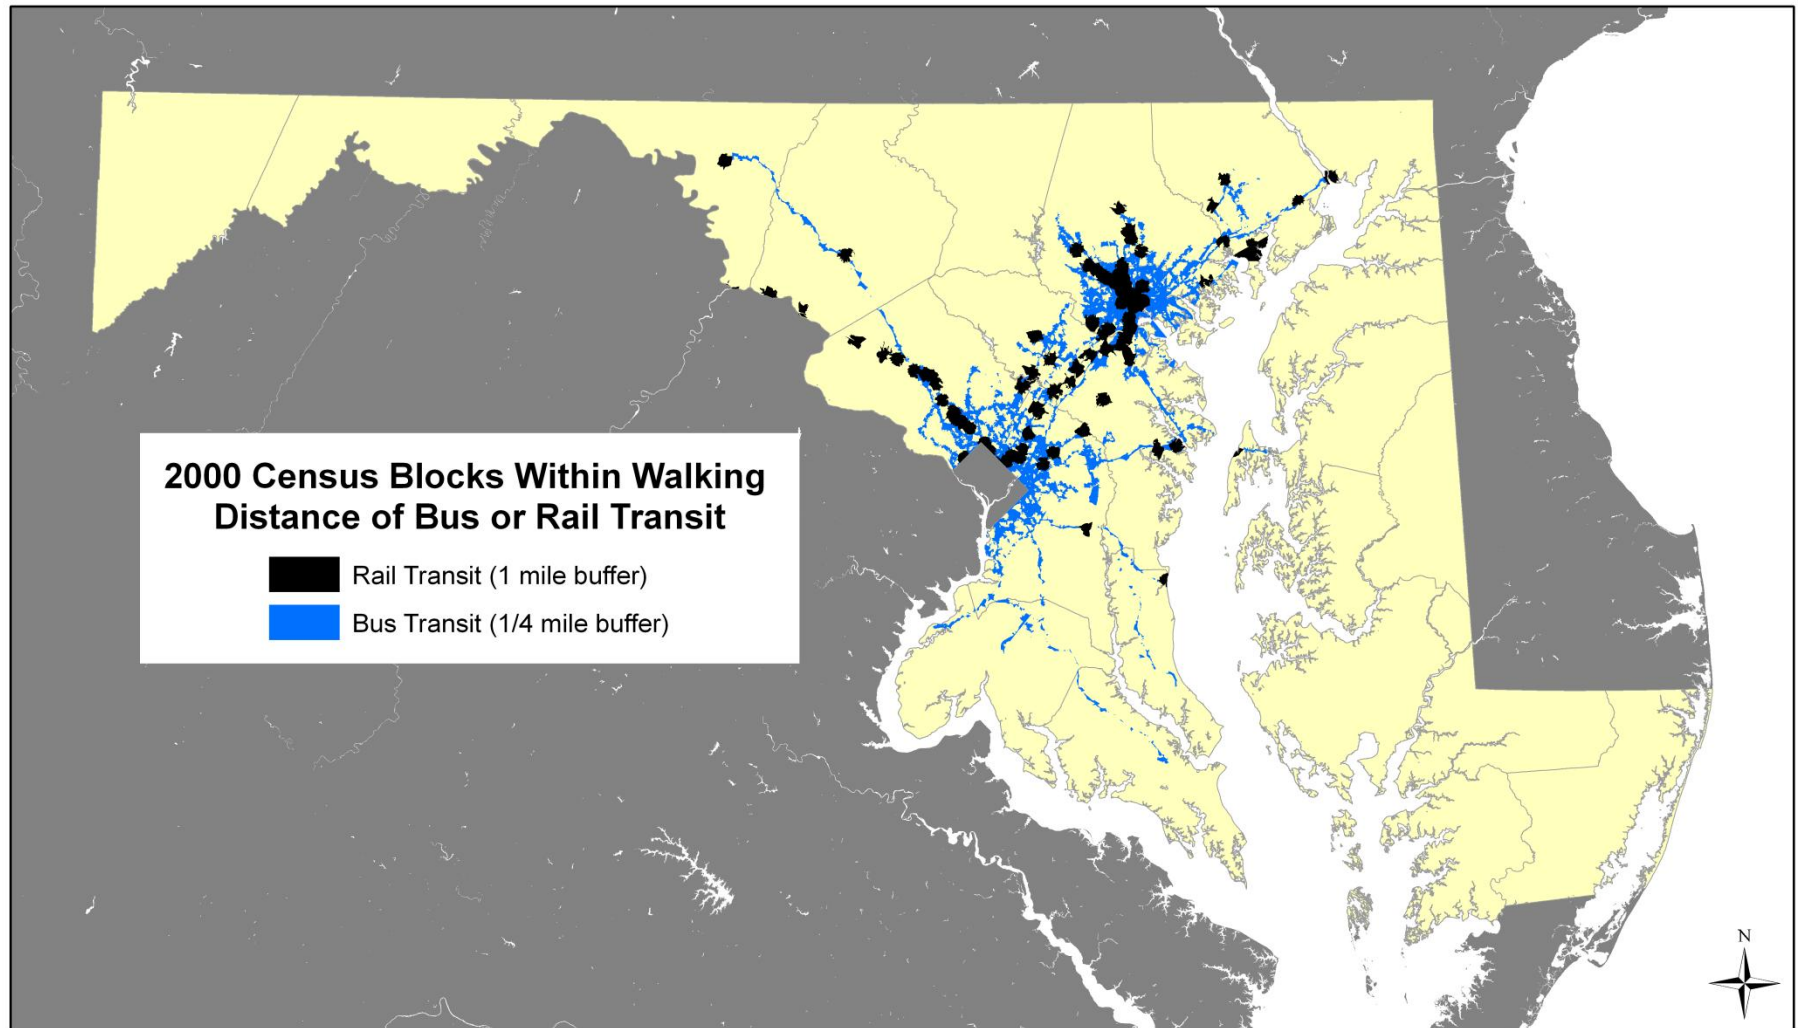 2000 Census Blocks Within Walking
Distance of Bus or Rail Transit
Rail Transit (1 mile buffer)
Bus Transit (1/4 mile buffer)
N